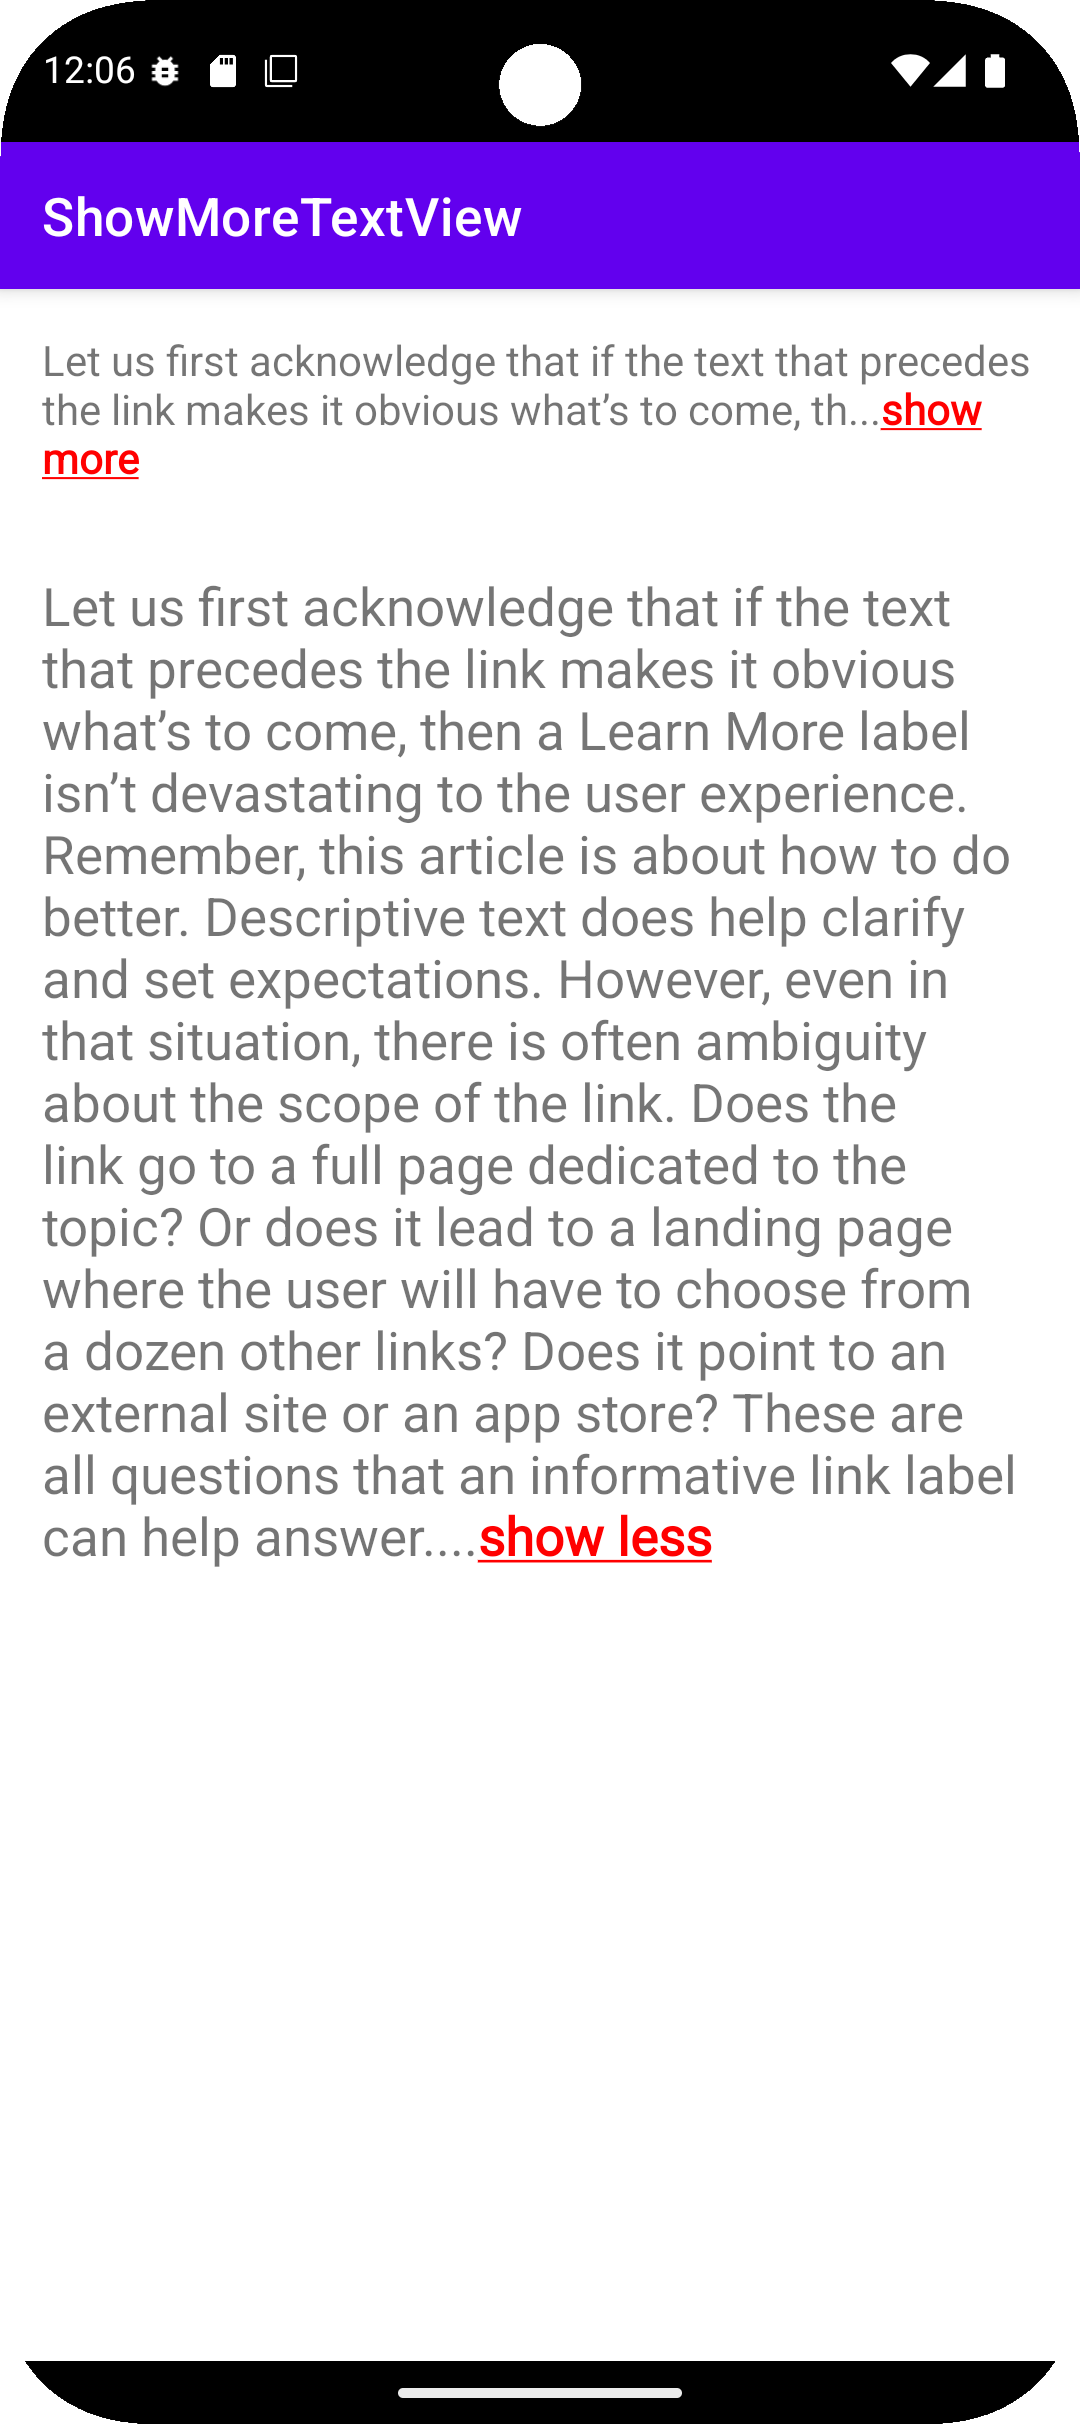 12:06
ShowMoreTextView
Let us first acknowledge that if the text that precedes
the link makes it obvious what’s to come, th...show
more
Let us first acknowledge that if the text
that precedes the link makes it obvious
what’s to come, then a Learn More label
isn’t devastating to the user experience.
Remember, this article is about how to do
better. Descriptive text does help clarify
and set expectations. However, even in
that situation, there is often ambiguity
about the scope of the link. Does the
link go to a full page dedicated to the
topic? Or does it lead to a landing page
where the user will have to choose from
a dozen other links? Does it point to an
external site or an app store? These are
all questions that an informative link label
can help answer....show less